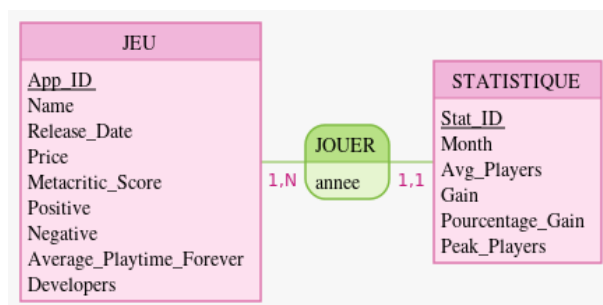 JEU
App_ID
Name
Release_Date
Price
Metacritic_Score
Positive
Negative
Average_Playtime_Forever
Developers
1,N
JOUER
annee
1,1
STATISTIQUE
Stat_ID
Month
Avg_Players
Gain
Pourcentage_Gain
Peak_Players